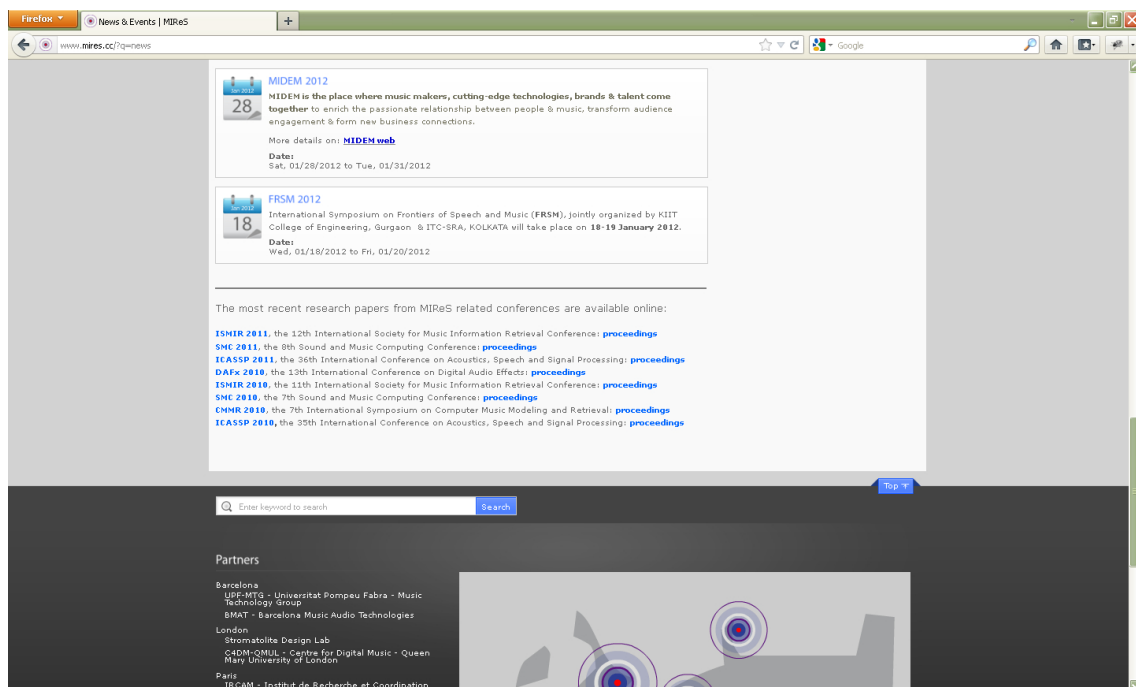 Firefox
News & Events | MIReS
www.mires.cc/?q=news
Google
Jan 2012
28
MIDEM 2012
MIDEM is the place where music makers, cutting-edge technologies, brands & talent come
together to enrich the passionate relationship between people & music, transform audience
engagement & form new business connections.
More details on: MIDEM web
Date:
Sat, 01/28/2012 to Tue, 01/31/2012
Jan 2012
18
FRSM 2012
International Symposium on Frontiers of Speech and Music (FRSM), jointly organized by KIIT
College of Engineering, Gurgaon & ITC-SRA, KOLKATA will take place on 18-19 January 2012.
Date:
Wed, 01/18/2012 to Fri, 01/20/2012
The most recent research papers from MIReS related conferences are available online:
ISMIR 2011, the 12th International Society for Music Information Retrieval Conference: proceedings
SMC 2011, the 8th Sound and Music Computing Conference: proceedings
ICASSP 2011, the 36th International Conference on Acoustics, Speech and Signal Processing: proceedings
DAFx 2010, the 13th International Conference on Digital Audio Effects: proceedings
ISMIR 2010, the 11th International Society for Music Information Retrieval Conference: proceedings
SMC 2010, the 7th Sound and Music Computing Conference: proceedings
CMMR 2010, the 7th International Symposium on Computer Music Modeling and Retrieval: proceedings
ICASSP 2010, the 35th International Conference on Acoustics, Speech and Signal Processing: proceedings
Top
Enter keyword to search
Search
Partners
Barcelona
UPF-MTG - Universitat Pompeu Fabra - Music
Technology Group
BMAT - Barcelona Music Audio Technologies
London
Stromatolite Design Lab
C4DM-QMUL - Centre for Digital Music - Queen
Mary University of London
Paris
IRCAM - Institut de Recherche et Coordination